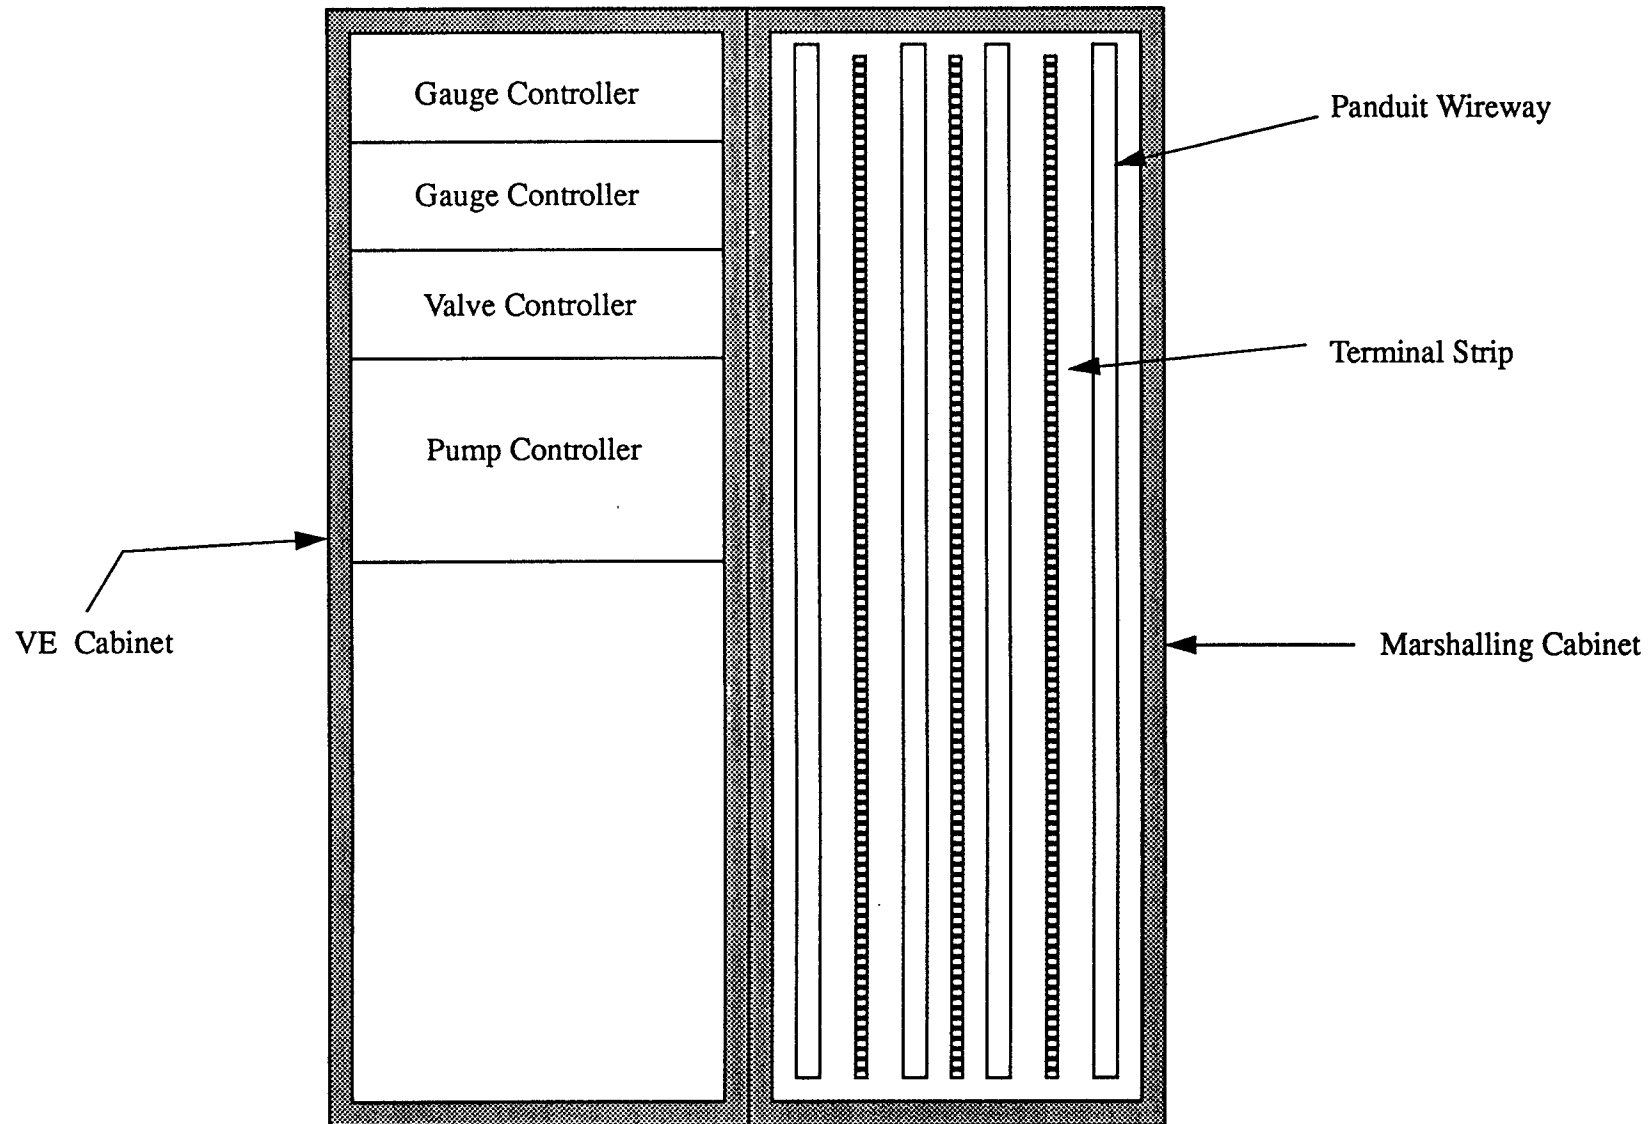 Gauge Controller
Gauge Controller
Valve Controller
Pump Controller
VE Cabinet
Panduit Wireway
Terminal Strip
Marshalling Cabinet